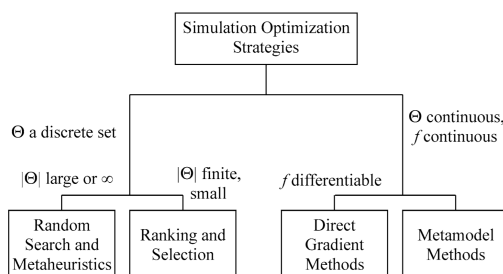 Simulation Optimization
Strategies
Θ a discrete set
Θ continuous,
f continuous
|Θ| large or ∞
|Θ| finite,
small
f differentiable
Random
Search and
Metaheuristics
Ranking and
Selection
Direct
Gradient
Methods
Metamodel
Methods